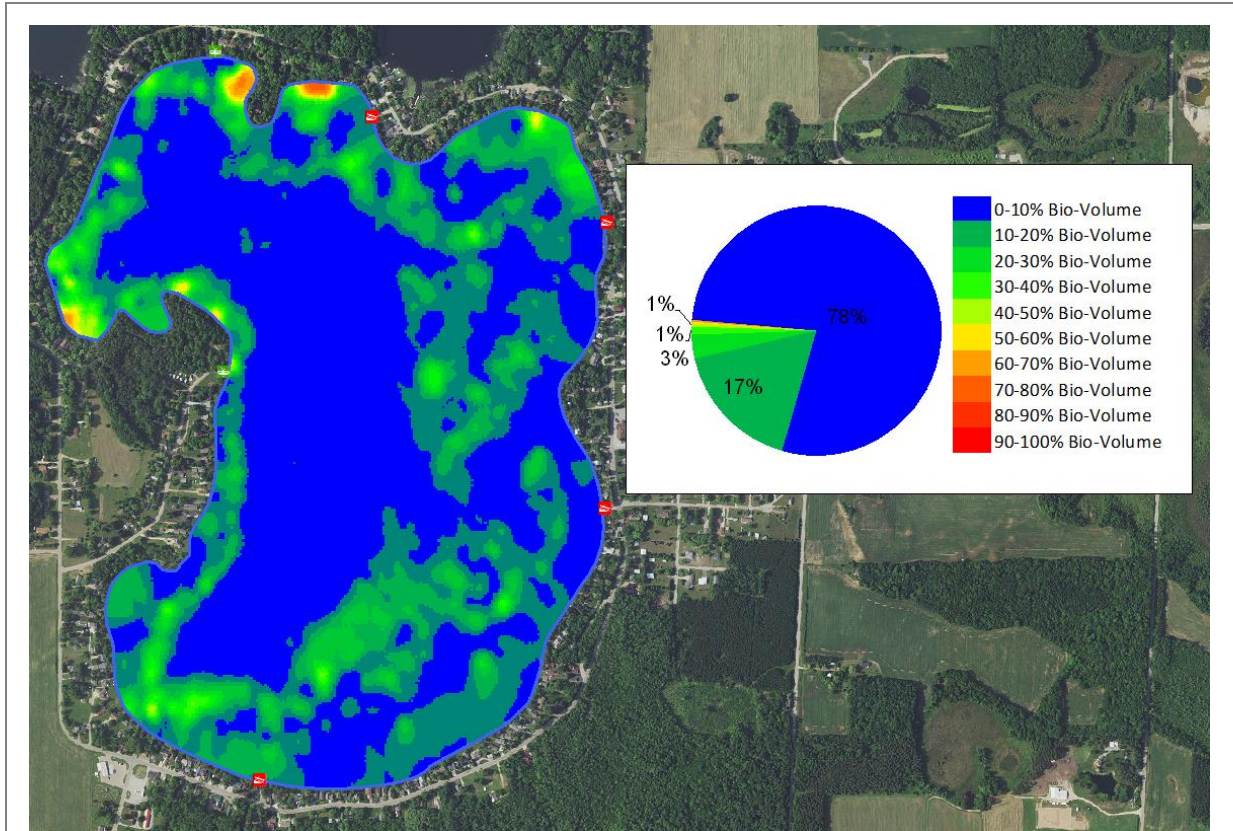 0-10% Bio-Volume
10-20% Bio-Volume
20-30% Bio-Volume
30-40% Bio-Volume
40-50% Bio-Volume
50-60% Bio-Volume
60-70% Bio-Volume
70-80% Bio-Volume
80-90% Bio-Volume
90-100% Bio-Volume
1%
78%
1%
3%
17%